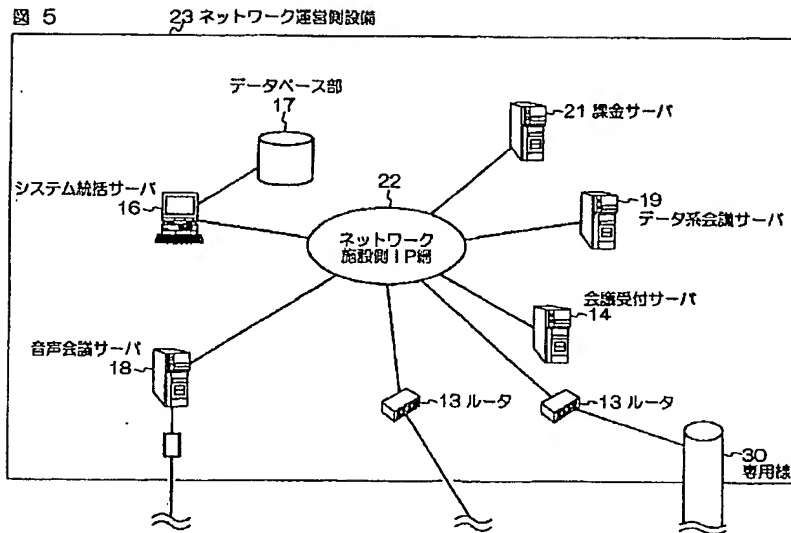 図 5
23 ネットワーク運営側設備
データベース部
17
21 課金サーバ
システム統括サーバ
16
22
19
データ系会議サーバ
ネットワーク
施設側IP網
会議受付サーバ
14
音声会議サーバ
18
13 ルータ
13 ルータ
30
専用線